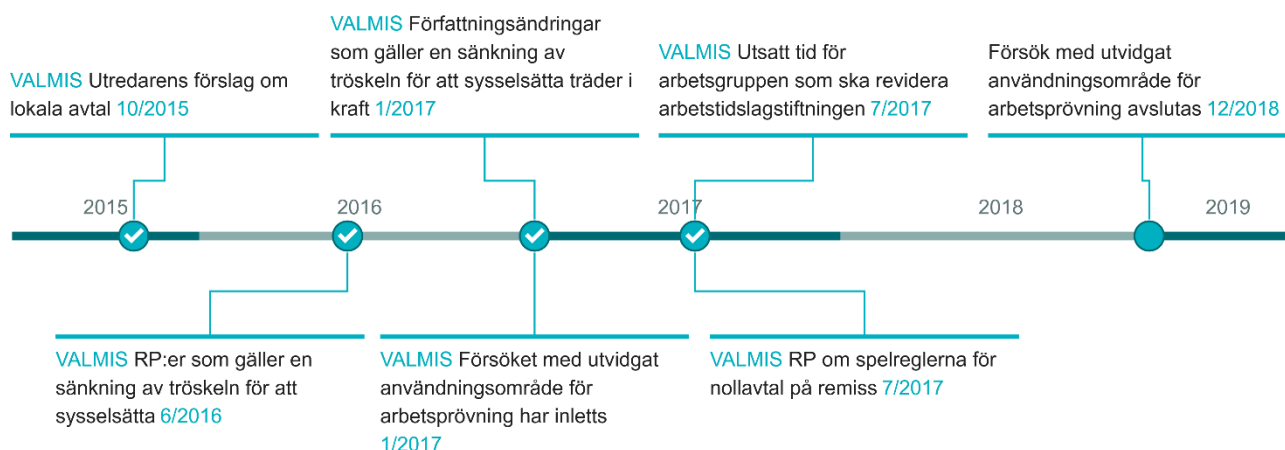 VALMIS Utredarens förslag om
lokala avtal 10/2015
VALMIS Författningsändringar
som gäller en sänkning av
tröskeln för att sysselsätta träder i
kraft 1/2017
VALMIS Utsatt tid för
arbetsgruppen som ska revidera
arbetstidslagstiftningen 7/2017
Försök med utvidgat
användningsområde för
arbetsprövning avslutas 12/2018
2015
2016
2017
2018
2019
VALMIS RP:er som gäller en
sänkning av tröskeln för att
sysselsätta 6/2016
VALMIS Försöket med utvidgat
användningsområde för
arbetsprövning har inletts
1/2017
VALMIS RP om spelreglerna för
nollavtal på remiss 7/2017